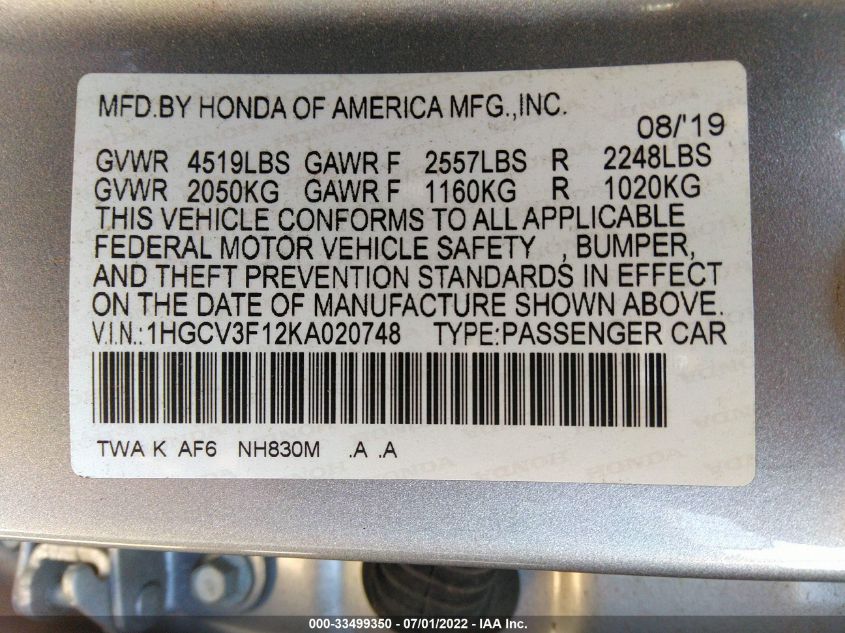 MFD.BY HONDA OF AMERICA MFG.,INC.
08/'19
GVWR 4519LBS GAWR F 2557LBS R 2248LBS
GVWR 2050KG GAWR F 1160KG R 1020KG
THIS VEHICLE CONFORMS TO ALL APPLICABLE
FEDERAL MOTOR VEHICLE SAFETY , BUMPER,
AND THEFT PREVENTION STANDARDS IN EFFECT
ON THE DATE OF MANUFACTURE SHOWN ABOVE.
V.I.N.:1HGCV3F12KA020748 TYPE:PASSENGER CAR
TWA K AF6 NH830M .A .A
000-33499350 / 07/01/2022 - IAA Inc.